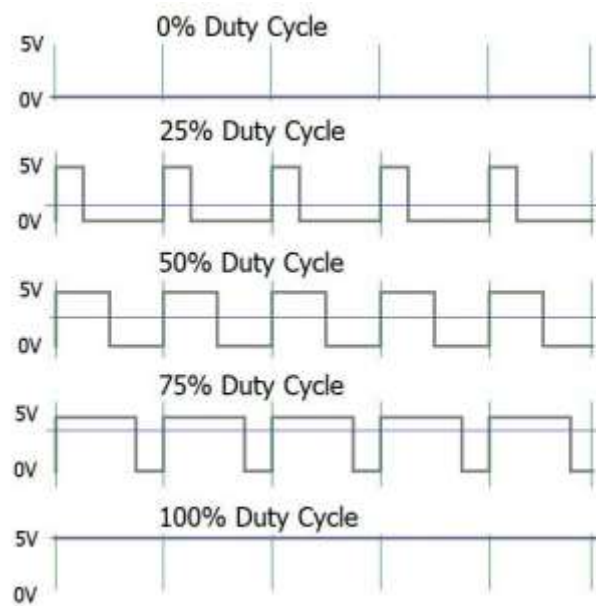 0% Duty Cycle
5V
0V
25% Duty Cycle
5V
0V
50% Duty Cycle
5V
0V
75% Duty Cycle
5V
0V
100% Duty Cycle
5V
0V